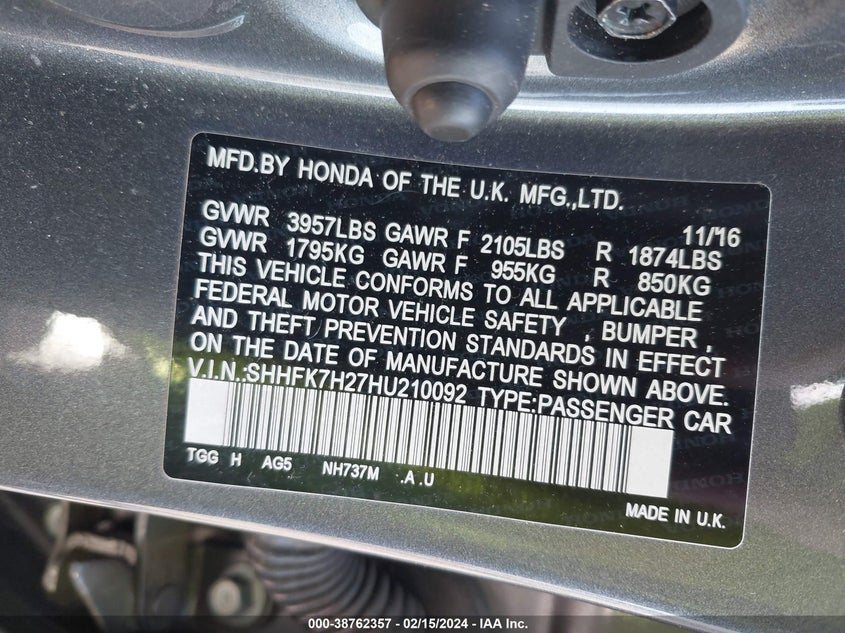 MFD.BY HONDA OF THE U.K. MFG.,LTD.
11/16
GVWR 3957LBS GAWR F 2105LBS R 1874LBS
GVWR 1795KG GAWR F 955KG R 850KG
THIS VEHICLE CONFORMS TO ALL APPLICABLE
FEDERAL MOTOR VEHICLE SAFETY , BUMPER ,
AND THEFT PREVENTION STANDARDS IN EFFECT
ON THE DATE OF MANUFACTURE SHOWN ABOVE.
V.I.N.:SHHFK7H27HU210092 TYPE:PASSENGER CAR
TGG H AG5 NH737M .A .U
MADE IN U.K.
000-38762357 - 02/15/2024 - IAA Inc.